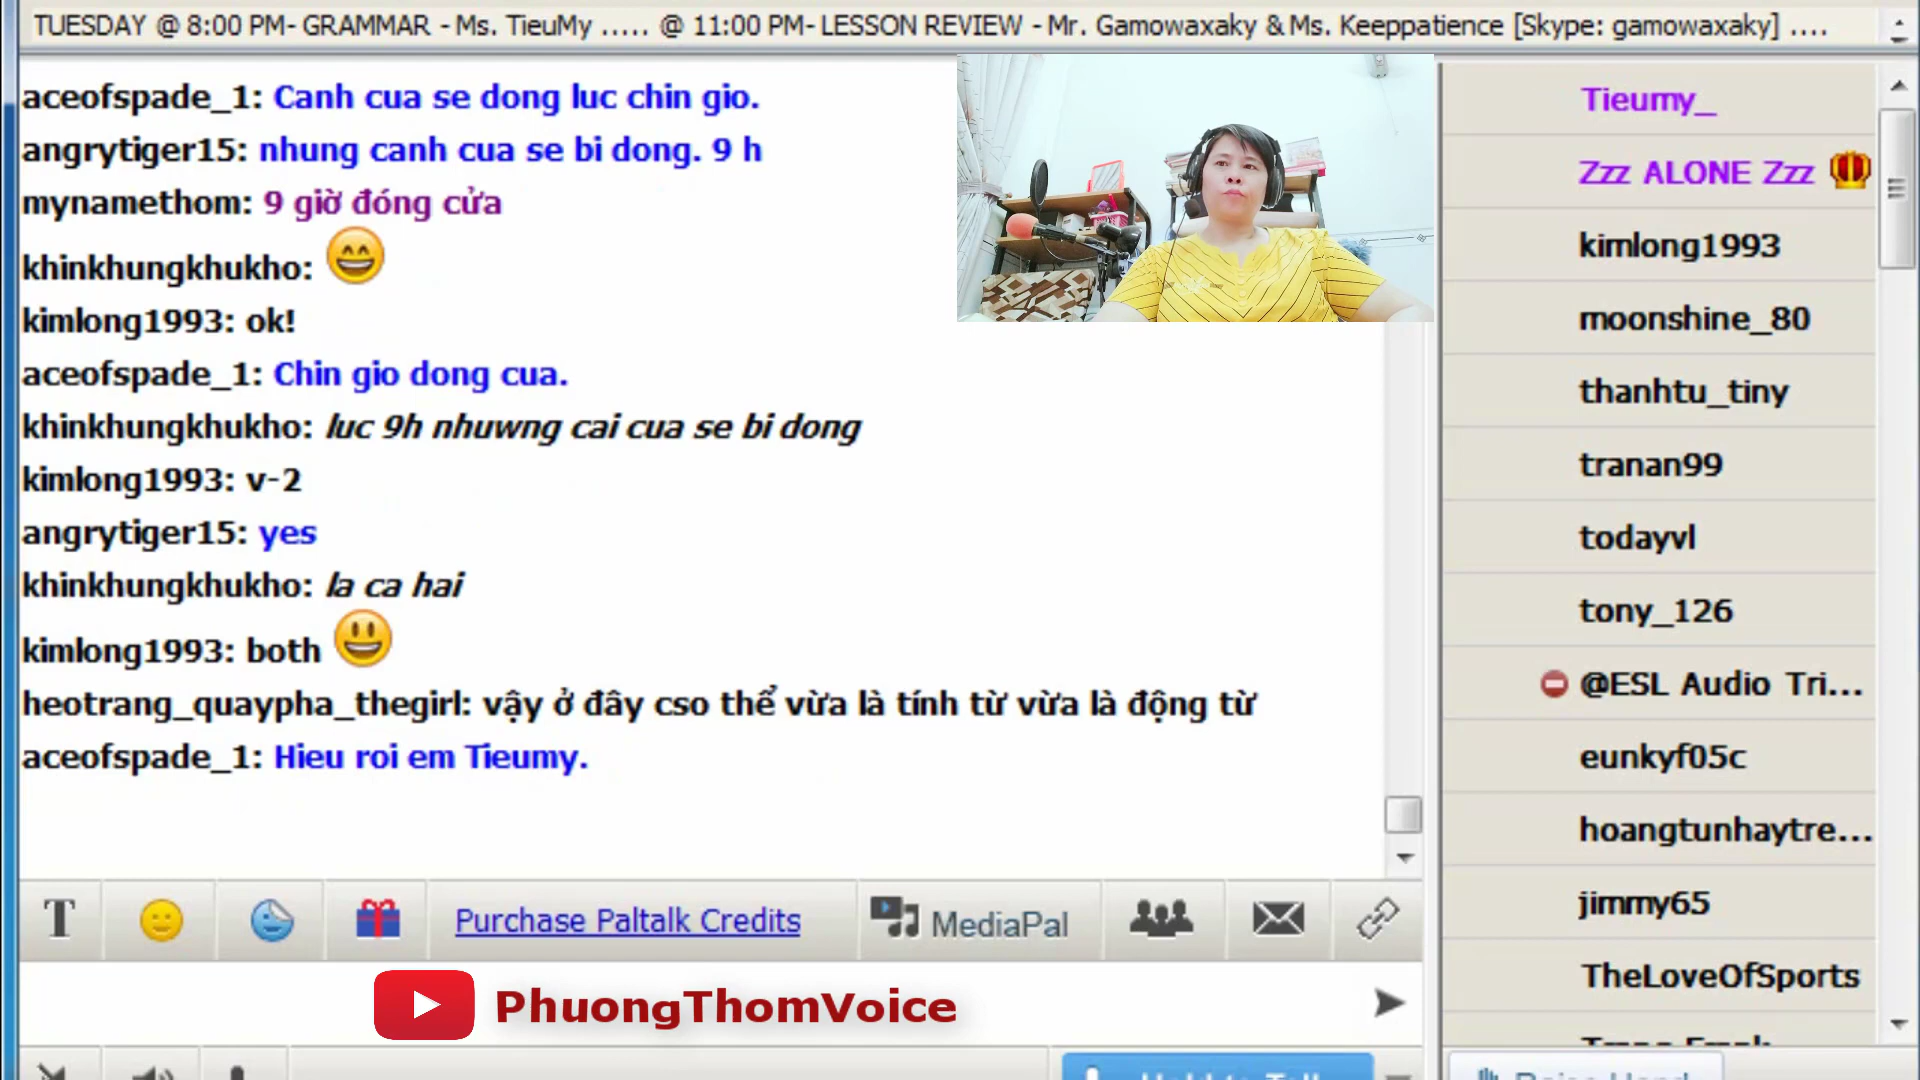 TUESDAY @ 8:00 PM- GRAMMAR - Ms. TieuMy ..... @ 11:00 PM- LESSON REVIEW - Mr. Gamowaxaky & Ms. Keeppatience [Skype: gamowaxaky] ....
aceofspade_1: Canh cua se dong luc chin gio.
angrytiger15: nhung canh cua se bi dong. 9 h
mynamethom: 9 giờ đóng cửa
khinkhungkhukho:
kimlong1993: ok!
aceofspade_1: Chin gio dong cua.
khinkhungkhukho: luc 9h nhuwng cai cua se bi dong
kimlong1993: v-2
angrytiger15: yes
khinkhungkhukho: la ca hai
kimlong1993: both
heotrang_quaypha_thegirl: vậy ở đây cso thể vừa là tính từ vừa là động từ
aceofspade_1: Hieu roi em Tieumy.
T
Purchase Paltalk Credits
MediaPal
PhuongThomVoice
Tieumy_
Zzz ALONE Zzz
kimlong1993
moonshine_80
thanhtu_tiny
tranan99
todayvl
tony_126
@ESL Audio Tri...
eunkyf05c
hoangtunhaytre...
jimmy65
TheLoveOfSports